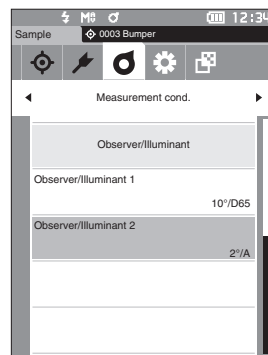 M 12:34
Sample 0003 Bumper
Measurement cond.
Observer/Illuminant
Observer/Illuminant 1
10°/D65
Observer/Illuminant 2
2°/A